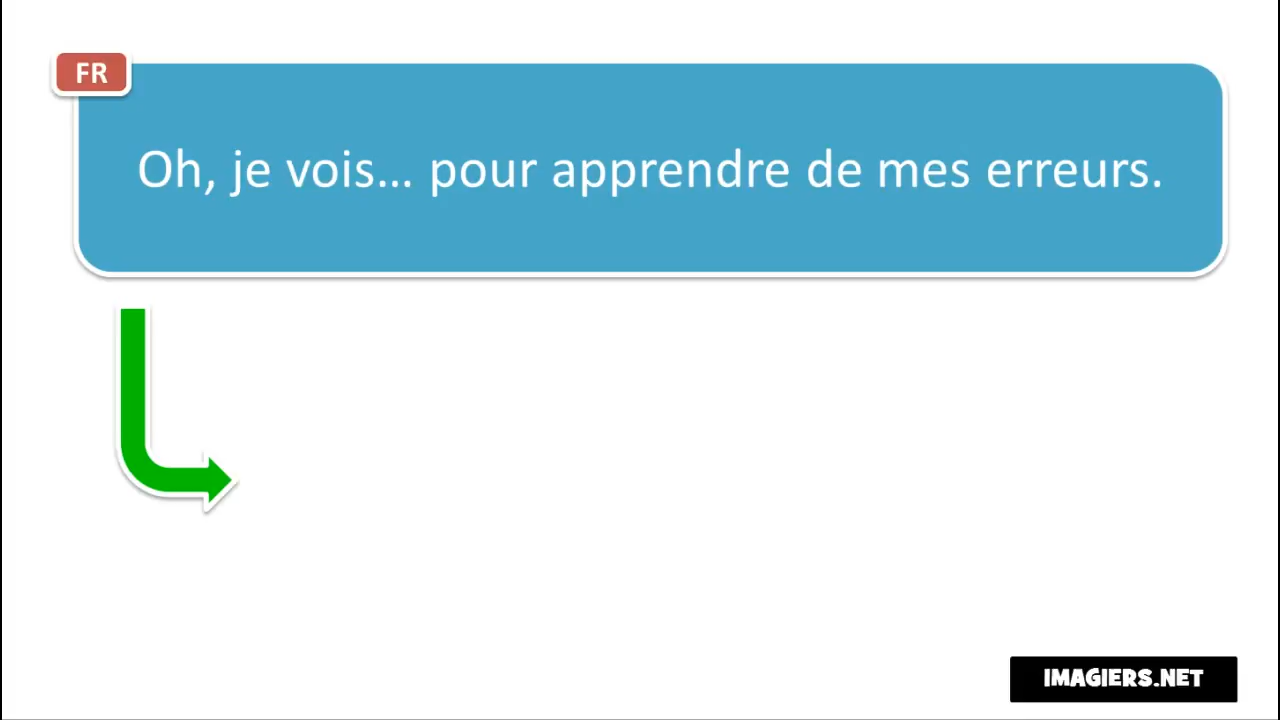 FR
Oh, je vois… pour apprendre de mes erreurs.
IMAGIERS.NET